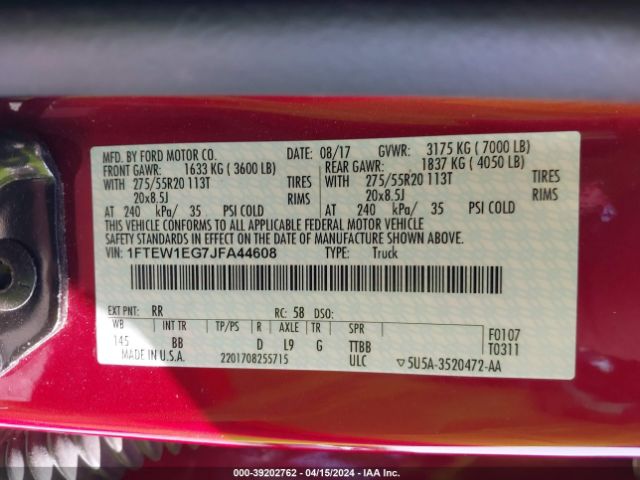 MFD. BY FORD MOTOR CO. DATE: 08/17 GVWR: 3175 KG ( 7000 LB)
FRONT GAWR: 1633 KG ( 3600 LB) REAR GAWR: 1837 KG ( 4050 LB)
WITH 275/55R20 113T TIRES WITH 275/55R20 113T TIRES
20x8.5J RIMS 20x8.5J RIMS
AT 240 kPa/ 35 PSI COLD AT 240 kPa/ 35 PSI COLD
THIS VEHICLE CONFORMS TO ALL APPLICABLE FEDERAL MOTOR VEHICLE
SAFETY STANDARDS IN EFFECT ON THE DATE OF MANUFACTURE SHOWN ABOVE.
VIN: 1FTEW1EG7JFA44608 TYPE: Truck
EXT PNT: RR RC: 58 DSO:
WB INT TR TP/PS R AXLE TR SPR F0107
145 BB D L9 G TTBB T0311
MADE IN U.S.A. 2201708255715 ULC ▽5U5A-3520472-AA
000-39202762 - 04/15/2024 - IAA Inc.